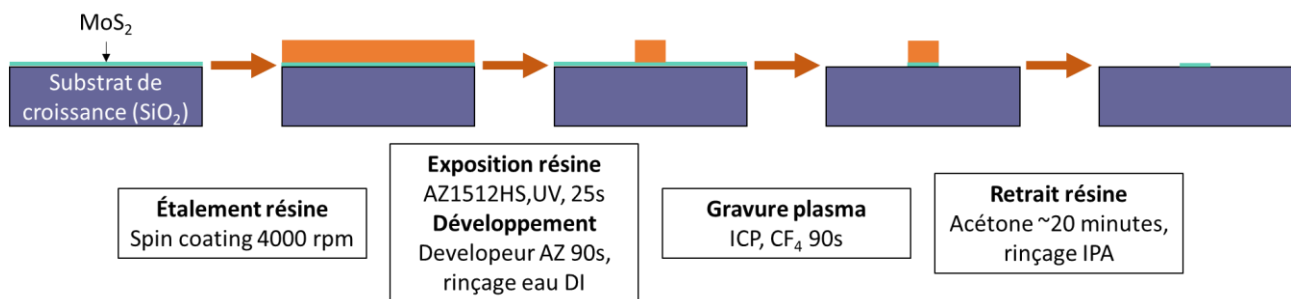 MoS₂
Substrat de
croissance (SiO₂)
Étalement résine
Spin coating 4000 rpm
Exposition résine
AZ1512HS,UV, 25s
Développement
Developeur AZ 90s,
rinçage eau DI
Gravure plasma
ICP, CF₄ 90s
Retrait résine
Acétone ~20 minutes,
rinçage IPA